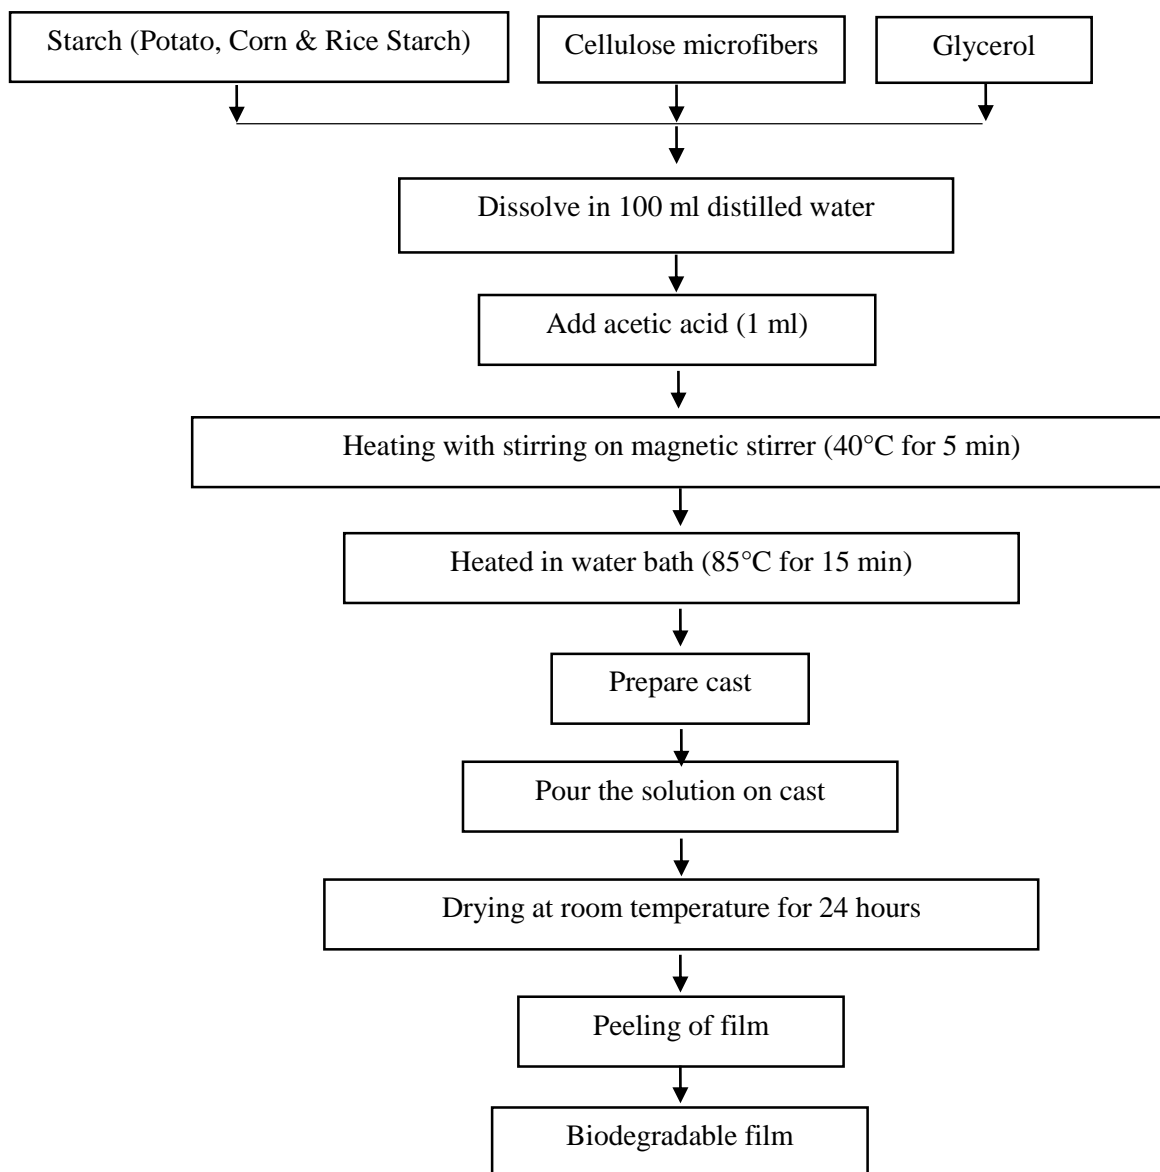 Starch (Potato, Corn & Rice Starch)
Cellulose microfibers
Glycerol
Dissolve in 100 ml distilled water
Add acetic acid (1 ml)
Heating with stirring on magnetic stirrer (40°C for 5 min)
Heated in water bath (85°C for 15 min)
Prepare cast
Pour the solution on cast
Drying at room temperature for 24 hours
Peeling of film
Biodegradable film